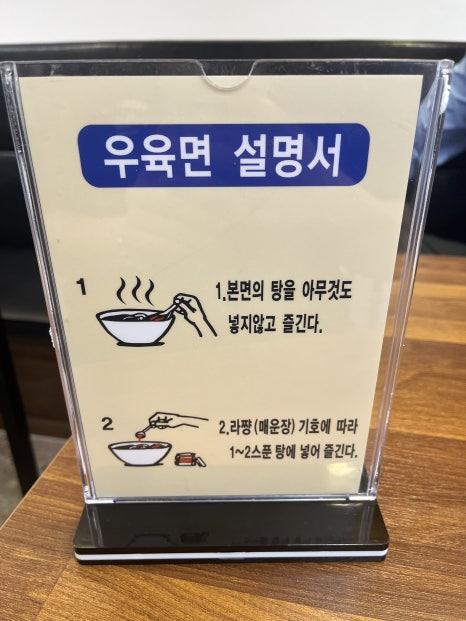 우육면 설명서
1
1.본면의 탕을 아무것도
넣지않고 즐긴다.
2
2.라쨩(매운장) 기호에 따라
1~2스푼 탕에 넣어 즐긴다.